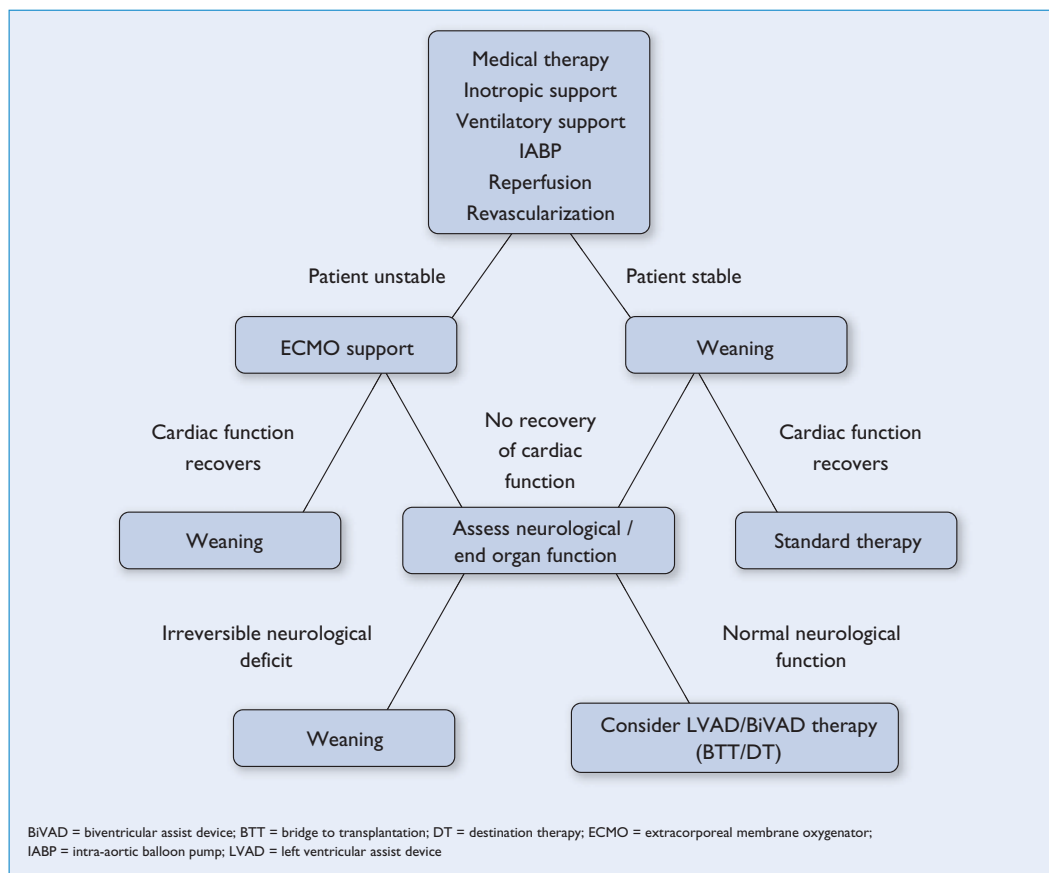 Medical therapy
Inotropic support
Ventilatory support
IABP
Reperfusion
Revascularization
Patient unstable
Patient stable
ECMO support
Weaning
Cardiac function
recovers
No recovery
of cardiac
function
Cardiac function
recovers
Weaning
Assess neurological /
end organ function
Standard therapy
Irreversible neurological
deficit
Normal neurological
function
Weaning
Consider LVAD/BiVAD therapy
(BTT/DT)
BiVAD = biventricular assist device; BTT = bridge to transplantation; DT = destination therapy; ECMO = extracorporeal membrane oxygenator;
IABP = intra-aortic balloon pump; LVAD = left ventricular assist device